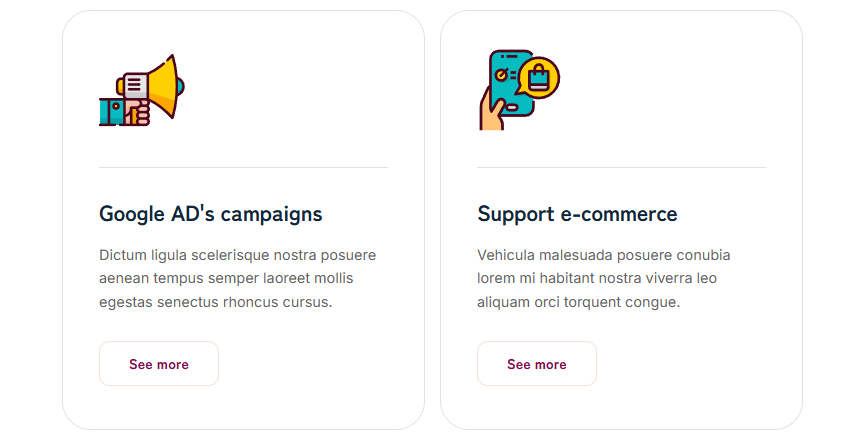 Google AD's campaigns
Dictum ligula scelerisque nostra posuere
aenean tempus semper laoreet mollis
egestas senectus rhoncus cursus.
See more
Support e-commerce
Vehicula malesuada posuere conubia
lorem mi habitant nostra viverra leo
aliquam orci torquent congue.
See more